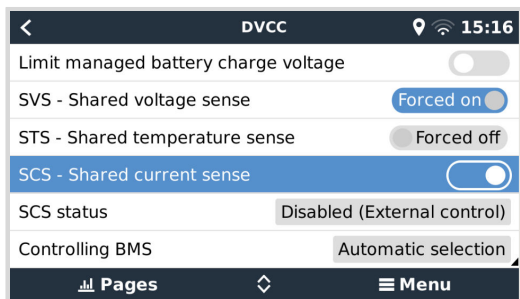 DVCC 15:16
Limit managed battery charge voltage
SVS - Shared voltage sense Forced on
STS - Shared temperature sense Forced off
SCS - Shared current sense
SCS status Disabled (External control)
Controlling BMS Automatic selection
Pages Menu